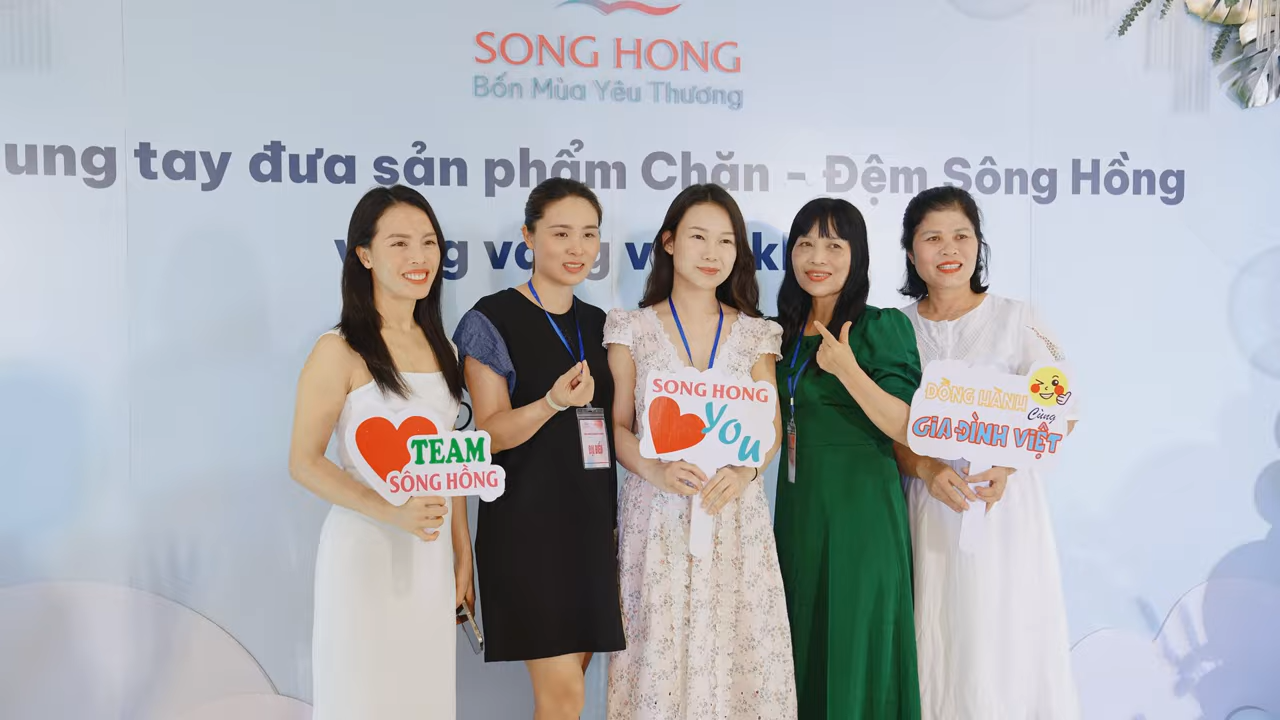 SONG HONG
Bốn Mùa Yêu Thương
ung tay đưa sản phẩm Chăn - Đệm Sông Hồng
TEAM
SÔNG HỒNG
SONG HONG
YOU
ĐỒNG HÀNH
Cùng
GIA ĐÌNH VIỆT